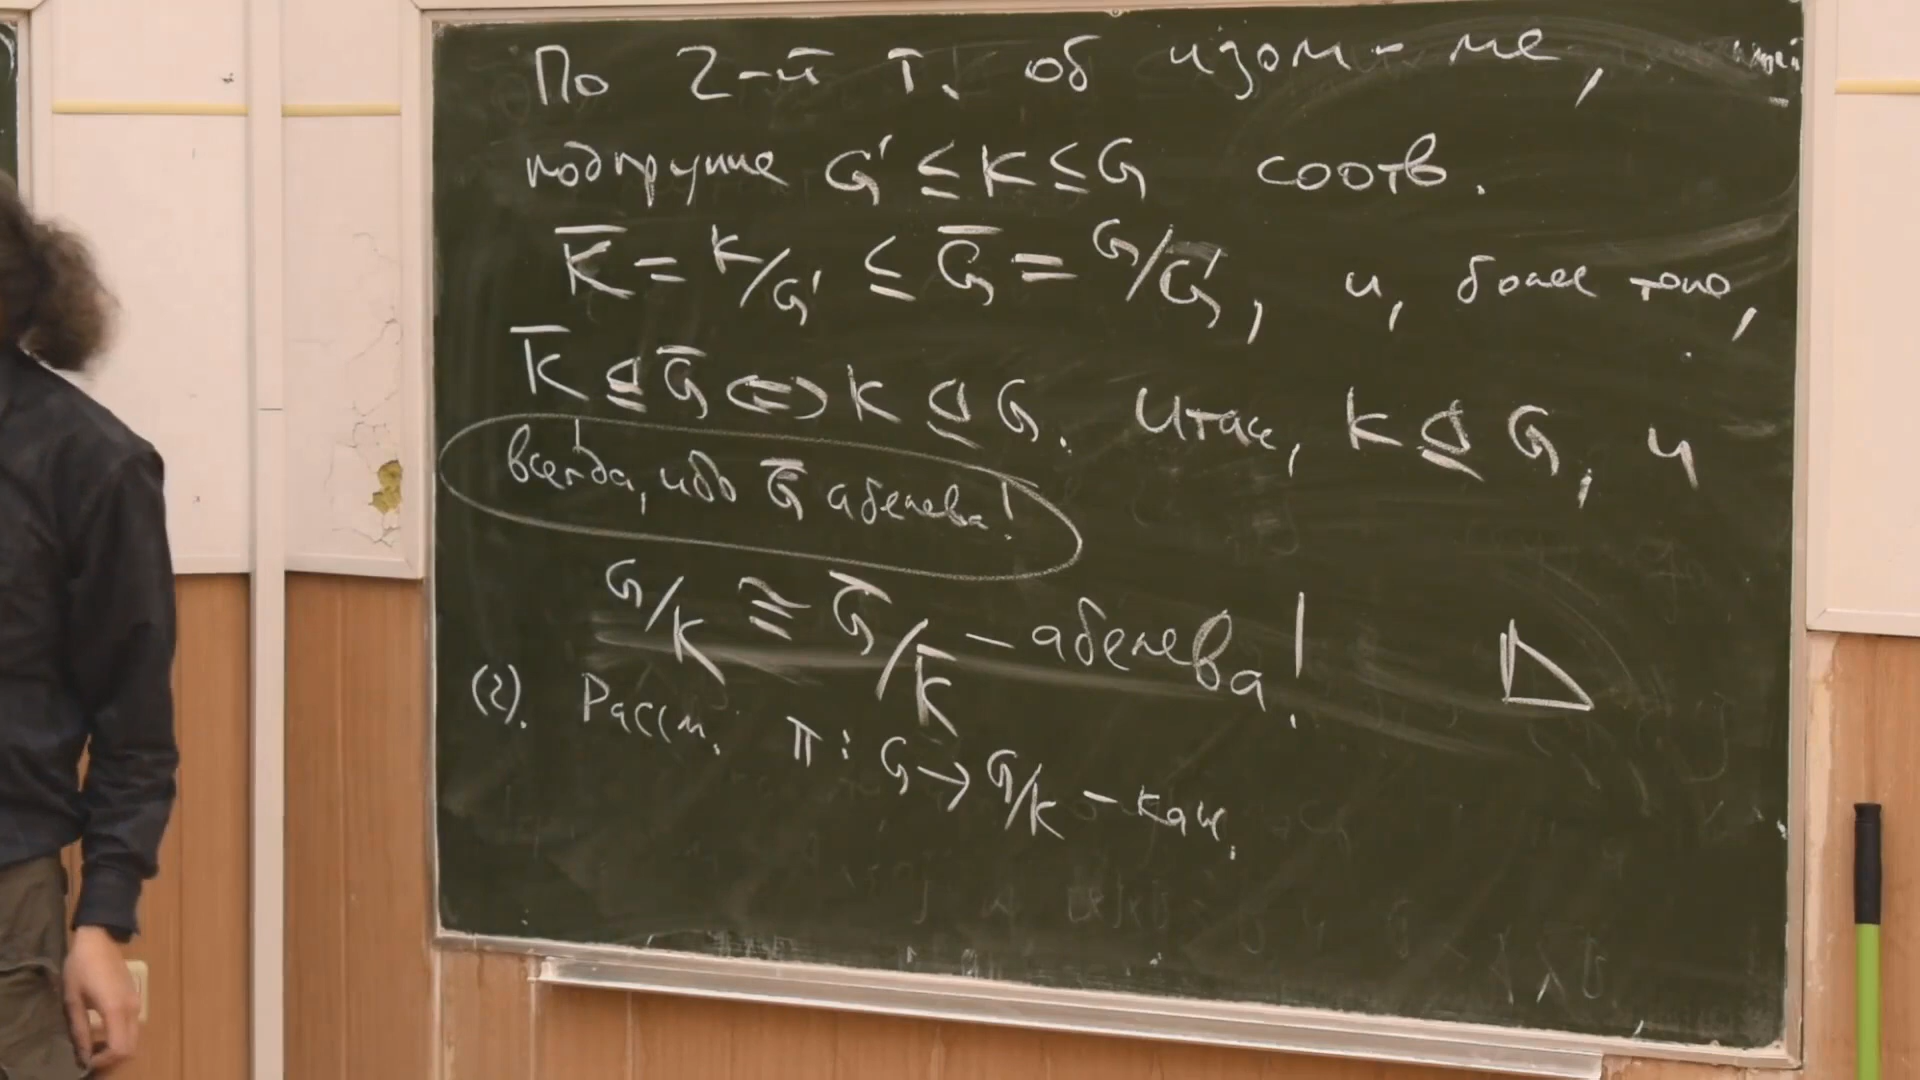 По 2-й т. об изом-ме,
подгруппе G' ≤ K ≤ G соотв.
K̅ = K/G' ≤ G̅ = G/G', и, более того,
K̅ ⊴ G̅ ⇔ K ⊴ G. Итак, K ⊴ G, и
всегда, ибо G̅ абелева!
G/K ≅ G̅/K̅ – абелева!
(2). Рассм. π: G → G/K – кан.